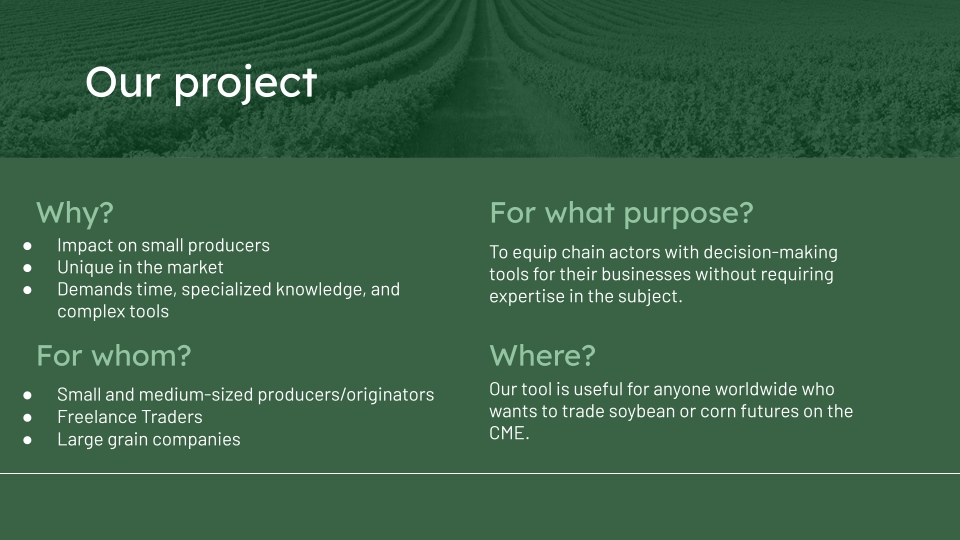 Our project
Why?
● Impact on small producers
● Unique in the market
● Demands time, specialized knowledge, and
complex tools
For whom?
● Small and medium-sized producers/originators
● Freelance Traders
● Large grain companies
For what purpose?
To equip chain actors with decision-making
tools for their businesses without requiring
expertise in the subject.
Where?
Our tool is useful for anyone worldwide who
wants to trade soybean or corn futures on the
CME.